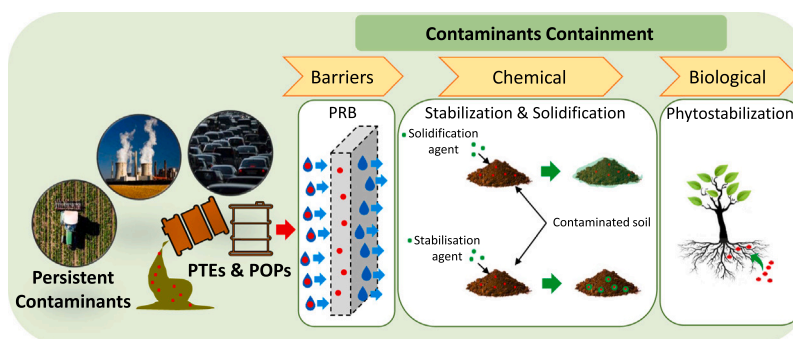 Contaminants Containment
Barriers
Chemical
Biological
PRB
Stabilization & Solidification
Phytostabilization
Solidification
agent
Contaminated soil
Stabilisation
agent
PTEs & POPs
Persistent
Contaminants